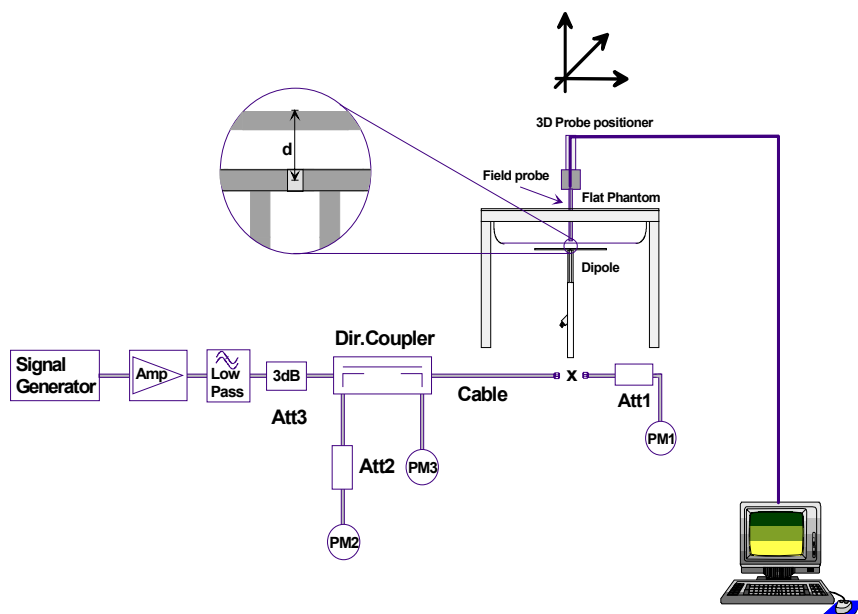 3D Probe positioner
d
Field probe
Flat Phantom
Dipole
Dir.Coupler
Signal
Generator
Amp
Low
Pass
3dB
Att3
Cable
x
Att1
PM1
Att2
PM3
PM2